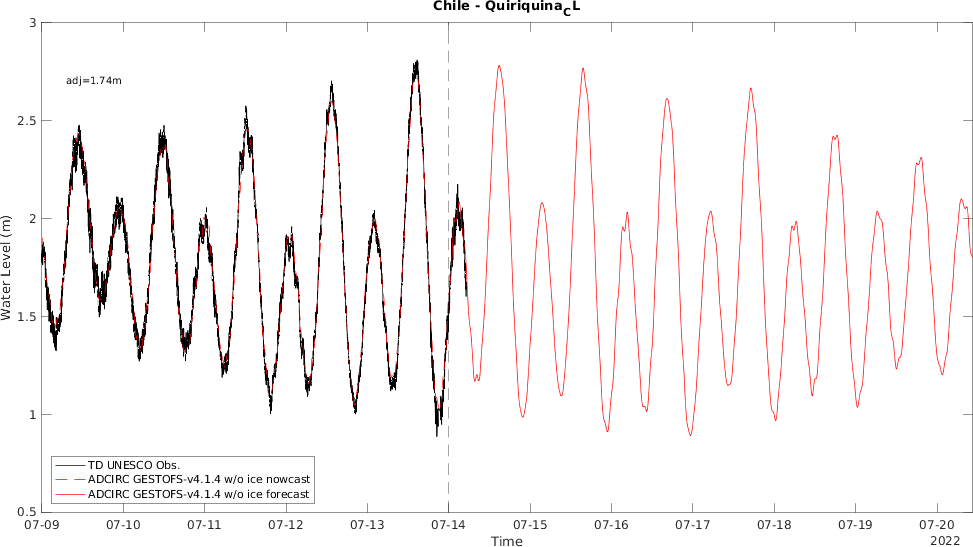 Chile - Quiriquina_CL
adj=1.74m
Water Level (m)
3
2.5
2
1.5
1
0.5
TD UNESCO Obs.
ADCIRC GESTOFS-v4.1.4 w/o ice nowcast
ADCIRC GESTOFS-v4.1.4 w/o ice forecast
07-09 07-10 07-11 07-12 07-13 07-14 07-15 07-16 07-17 07-18 07-19 07-20
Time
2022